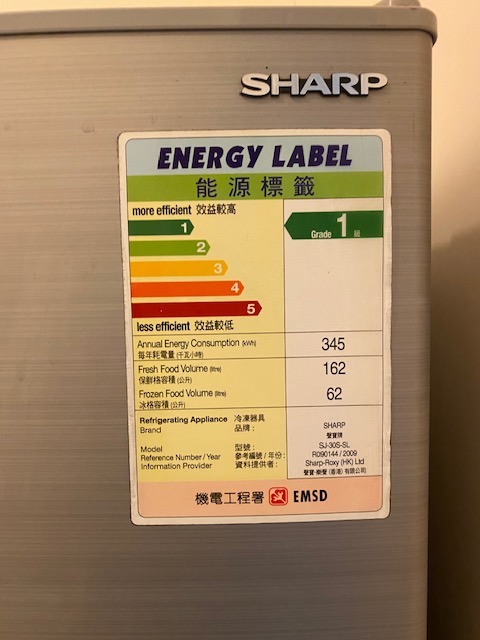 SHARP
ENERGY LABEL
能源標籤
more efficient 效益較高
1
2
3
4
5
Grade 1 級
less efficient 效益較低
Annual Energy Consumption (kWh) 345
每年耗電量 (千瓦小時)
Fresh Food Volume (litre) 162
保鮮格容積 (公升)
Frozen Food Volume (litre) 62
冰格容積 (公升)
Refrigerating Appliance 冷凍器具
Brand 品牌： SHARP
聲寶牌
Model 型號： SJ-30S-SL
Reference Number / Year 參考編號 / 年份： R090144 / 2009
Information Provider 資料提供者： Sharp-Roxy (HK) Ltd
聲寶-樂聲 (香港) 有限公司
機電工程署 EMSD